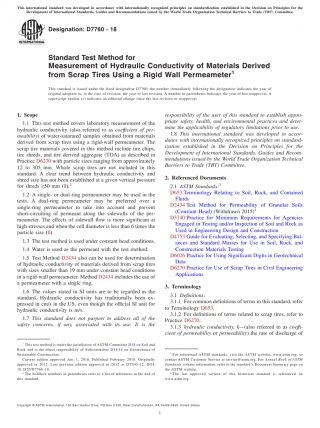 This international standard was developed in accordance with internationally recognized principles on standardization established in the Decision on Principles for the
Development of International Standards, Guides and Recommendations issued by the World Trade Organization Technical Barriers to Trade (TBT) Committee.
Designation: D7760 − 18
Standard Test Method for
Measurement of Hydraulic Conductivity of Materials Derived
from Scrap Tires Using a Rigid Wall Permeameter1
This standard is issued under the fixed designation D7760; the number immediately following the designation indicates the year of
original adoption or, in the case of revision, the year of last revision. A number in parentheses indicates the year of last reapproval. A
superscript epsilon (ε) indicates an editorial change since the last revision or reapproval.
1. Scope
1.1 This test method covers laboratory measurement of the
hydraulic conductivity (also referred to as coefficient of per-
meability) of water-saturated samples obtained from materials
derived from scrap tires using a rigid-wall permeameter. The
scrap tire materials covered in this method include tire chips,
tire shreds, and tire derived aggregate (TDA) as described in
Practice D6270 with particle sizes ranging from approximately
12 to 305 mm. Whole scrap tires are not included in this
standard. A clear trend between hydraulic conductivity and
shred size has not been established at a given vertical pressure
for shreds ≥50 mm (1).2
1.2 A single- or dual-ring permeameter may be used in the
tests. A dual-ring permeameter may be preferred over a
single-ring permeameter to take into account and prevent
short-circuiting of permeant along the sidewalls of the per-
meameter. The effects of sidewall flow is more significant at
high stresses and when the cell diameter is less than 6 times the
particle size (1).
1.3 The test method is used under constant head conditions.
1.4 Water is used as the permeant with the test method.
1.5 Test Method D2434 also can be used for determination
of hydraulic conductivity of materials derived from scrap tires
with sizes smaller than 19 mm under constant head conditions
in a rigid-wall permeameter. Method D2434 includes the use of
a permeameter with a single ring.
1.6 The values stated in SI units are to be regarded as the
standard. Hydraulic conductivity has traditionally been ex-
pressed in cm/s in the US, even though the official SI unit for
hydraulic conductivity is m/s.
1.7 This standard does not purport to address all of the
safety concerns, if any, associated with its use. It is the
responsibility of the user of this standard to establish appro-
priate safety, health, and environmental practices and deter-
mine the applicability of regulatory limitations prior to use.
1.8 This international standard was developed in accor-
dance with internationally recognized principles on standard-
ization established in the Decision on Principles for the
Development of International Standards, Guides and Recom-
mendations issued by the World Trade Organization Technical
Barriers to Trade (TBT) Committee.
2. Referenced Documents
2.1 ASTM Standards:3
D653 Terminology Relating to Soil, Rock, and Contained
Fluids
D2434 Test Method for Permeability of Granular Soils
(Constant Head) (Withdrawn 2015)4
D3740 Practice for Minimum Requirements for Agencies
Engaged in Testing and/or Inspection of Soil and Rock as
Used in Engineering Design and Construction
D4753 Guide for Evaluating, Selecting, and Specifying Bal-
ances and Standard Masses for Use in Soil, Rock, and
Construction Materials Testing
D6026 Practice for Using Significant Digits in Geotechnical
Data
D6270 Practice for Use of Scrap Tires in Civil Engineering
Applications
3. Terminology
3.1 Definitions:
3.1.1 For common definitions of terms in this standard, refer
to Terminology D653.
3.1.2 For definitions of terms related to scrap tires, refer to
Practice D6270.
3.1.3 hydraulic conductivity, k—(also referred to as coeffi-
cient of permeability or permeability) the rate of discharge of
1 This test method is under the jurisdiction of ASTM Committee D18 on Soil and
Rock and is the direct responsibility of Subcommittee D18.14 on Geotechnics of
Sustainable Construction.
Current edition approved Jan. 1, 2018. Published February 2018. Originally
approved in 2012. Last previous edition approved in 2012 as D7760–12. DOI:
10.1520/D7760-18.
2 The boldface numbers in parentheses refer to a list of references at the end of
this standard.
3 For referenced ASTM standards, visit the ASTM website, www.astm.org, or
contact ASTM Customer Service at service@astm.org. For Annual Book of ASTM
Standards volume information, refer to the standard's Document Summary page on
the ASTM website.
4 The last approved version of this historical standard is referenced on
www.astm.org.
Copyright © ASTM International, 100 Barr Harbor Drive, PO Box C700, West Conshohocken, PA 19428-2959. United States
1